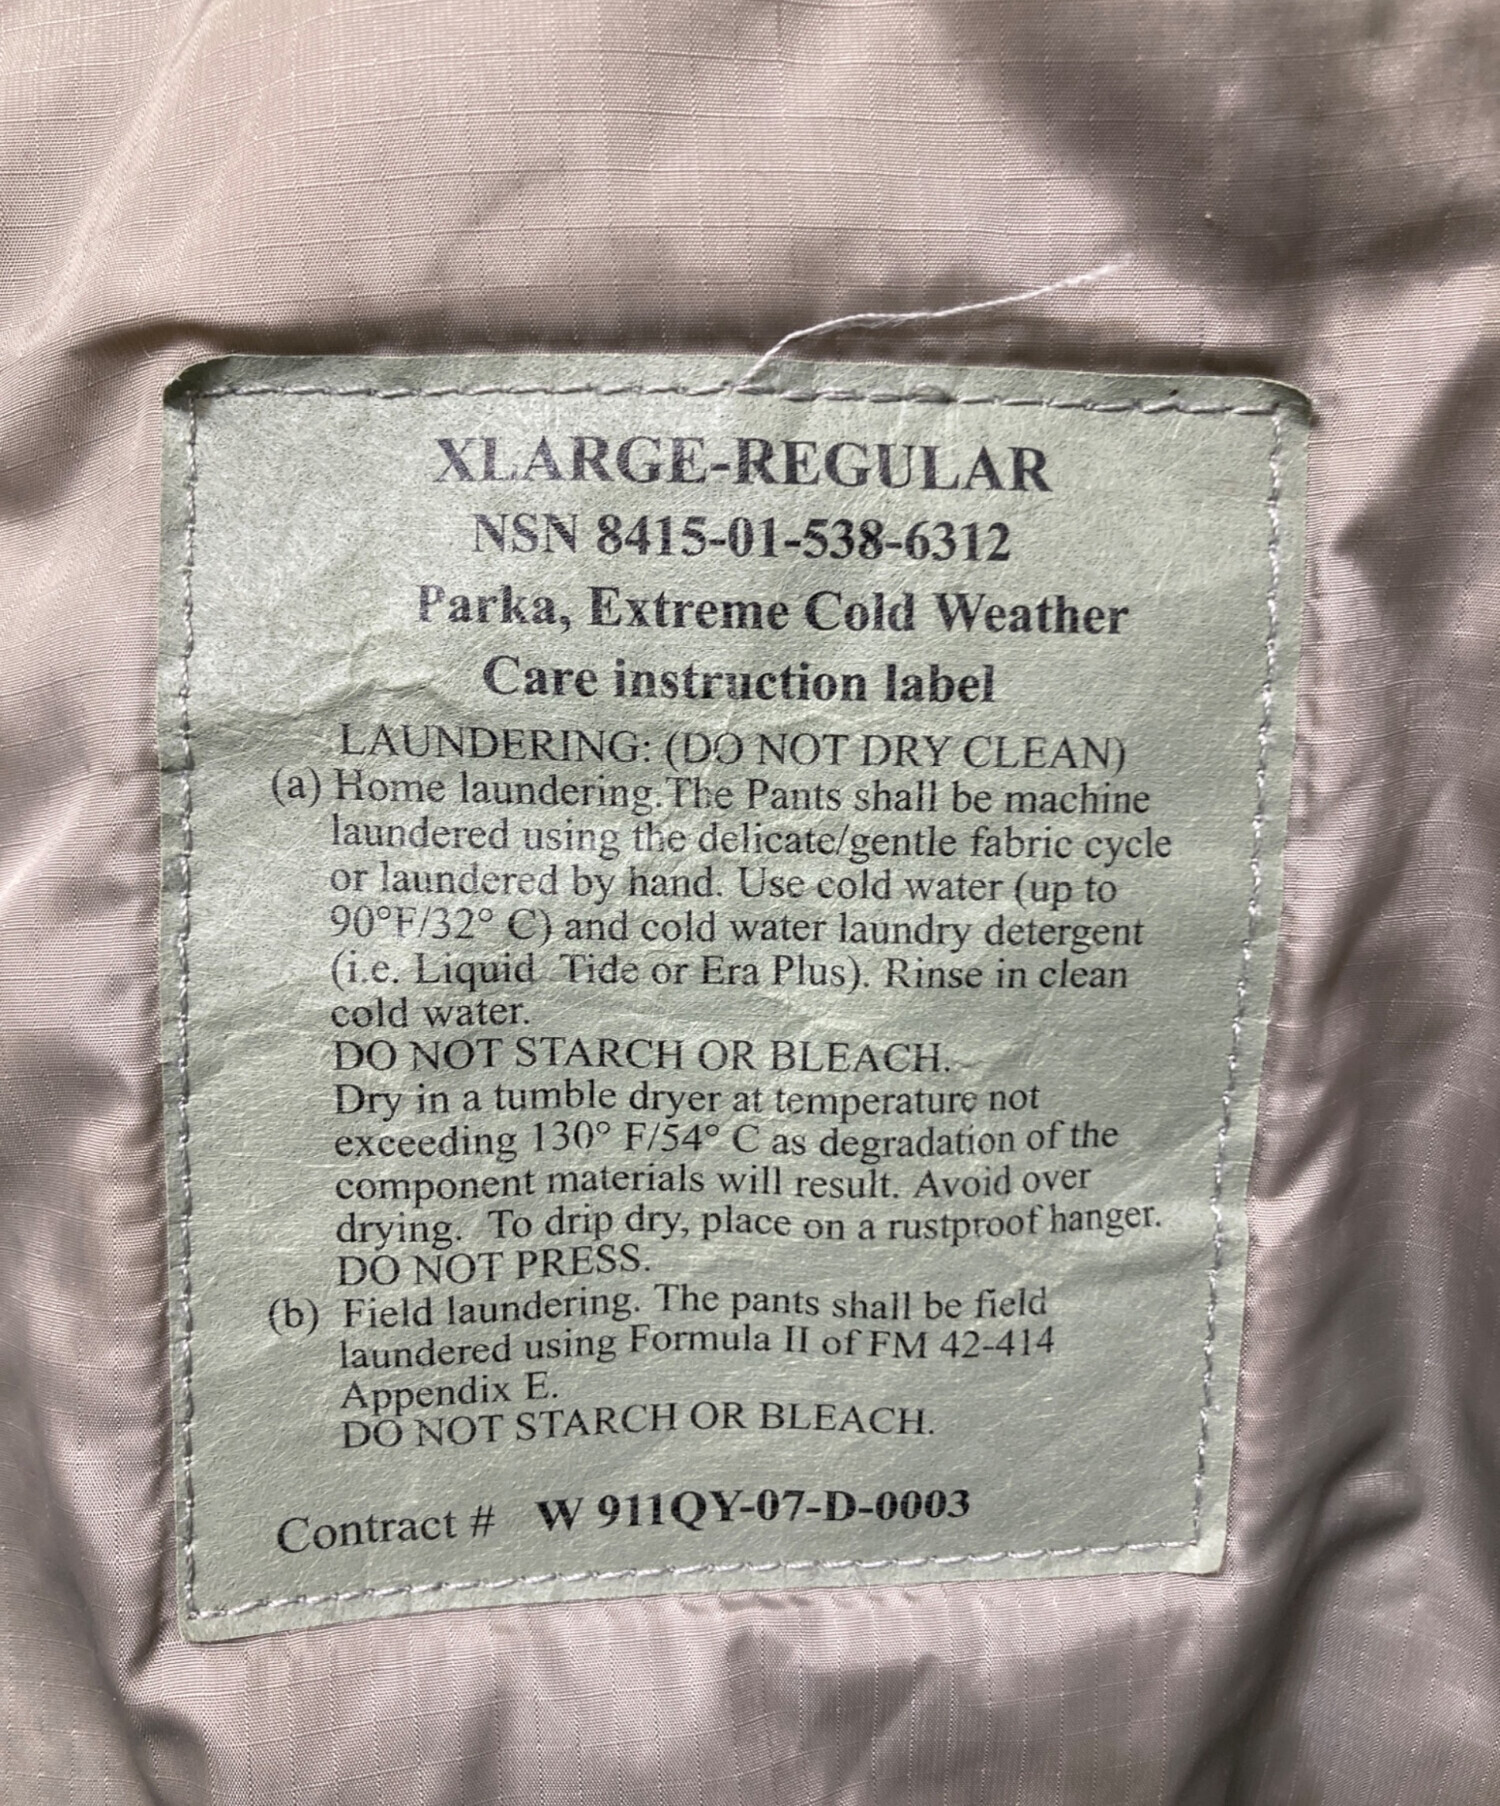 XLARGE-REGULAR
NSN 8415-01-538-6312
Parka, Extreme Cold Weather
Care instruction label
LAUNDERING: (DO NOT DRY CLEAN)
(a) Home laundering. The Pants shall be machine
laundered using the delicate/gentle fabric cycle
or laundered by hand. Use cold water (up to
90°F/32° C) and cold water laundry detergent
(i.e. Liquid Tide or Era Plus). Rinse in clean
cold water.
DO NOT STARCH OR BLEACH.
Dry in a tumble dryer at temperature not
exceeding 130° F/54° C as degradation of the
component materials will result. Avoid over
drying. To drip dry, place on a rustproof hanger.
DO NOT PRESS.
(b) Field laundering. The pants shall be field
laundered using Formula II of FM 42-414
Appendix E.
DO NOT STARCH OR BLEACH.
Contract # W 911QY-07-D-0003